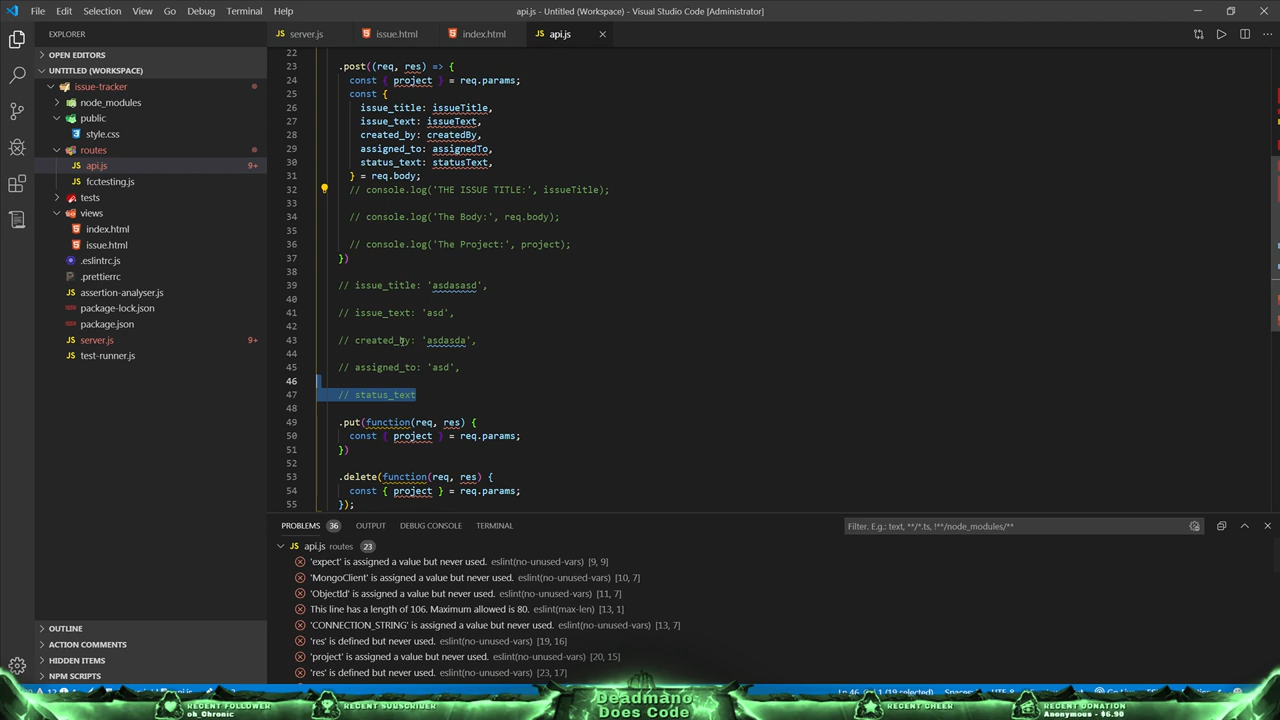 File Edit Selection View Go Debug Terminal Help
api.js - Untitled (Workspace) - Visual Studio Code [Administrator]
EXPLORER
server.js
issue.html
index.html
api.js
OPEN EDITORS
UNTITLED (WORKSPACE)
issue-tracker
node_modules
public
style.css
routes
api.js 9+
fcctesting.js
tests
views
index.html
issue.html
.eslintrc.js
.prettierrc
assertion-analyser.js
package-lock.json
package.json
server.js 9+
test-runner.js
OUTLINE
ACTION COMMENTS
HIDDEN ITEMS
NPM SCRIPTS
22
23 .post((req, res) => {
24 const { project } = req.params;
25 const {
26 issue_title: issueTitle,
27 issue_text: issueText,
28 created_by: createdBy,
29 assigned_to: assignedTo,
30 status_text: statusText,
31 } = req.body;
32 // console.log('THE ISSUE TITLE:', issueTitle);
33
34 // console.log('The Body:', req.body);
35
36 // console.log('The Project:', project);
37 })
38
39 // issue_title: 'asdasasd',
40
41 // issue_text: 'asd',
42
43 // created_by: 'asdasda',
44
45 // assigned_to: 'asd',
46
47 // status_text
48
49 .put(function(req, res) {
50 const { project } = req.params;
51 })
52
53 .delete(function(req, res) {
54 const { project } = req.params;
55 });
PROBLEMS 36 OUTPUT DEBUG CONSOLE TERMINAL
Filter. E.g.: text, **/*.ts, !**/node_modules/**
api.js routes 23
'expect' is assigned a value but never used. eslint(no-unused-vars) [9, 9]
'MongoClient' is assigned a value but never used. eslint(no-unused-vars) [10, 7]
'ObjectId' is assigned a value but never used. eslint(no-unused-vars) [11, 7]
This line has a length of 106. Maximum allowed is 80. eslint(max-len) [13, 1]
'CONNECTION_STRING' is assigned a value but never used. eslint(no-unused-vars) [13, 7]
'res' is defined but never used. eslint(no-unused-vars) [19, 16]
'project' is assigned a value but never used. eslint(no-unused-vars) [20, 15]
'res' is defined but never used. eslint(no-unused-vars) [23, 17]
RECENT FOLLOWER
ob_Chronic
RECENT SUBSCRIBER
Deadmano
Does Code
RECENT CHEER
RECENT DONATION
Anonymous - $6.90